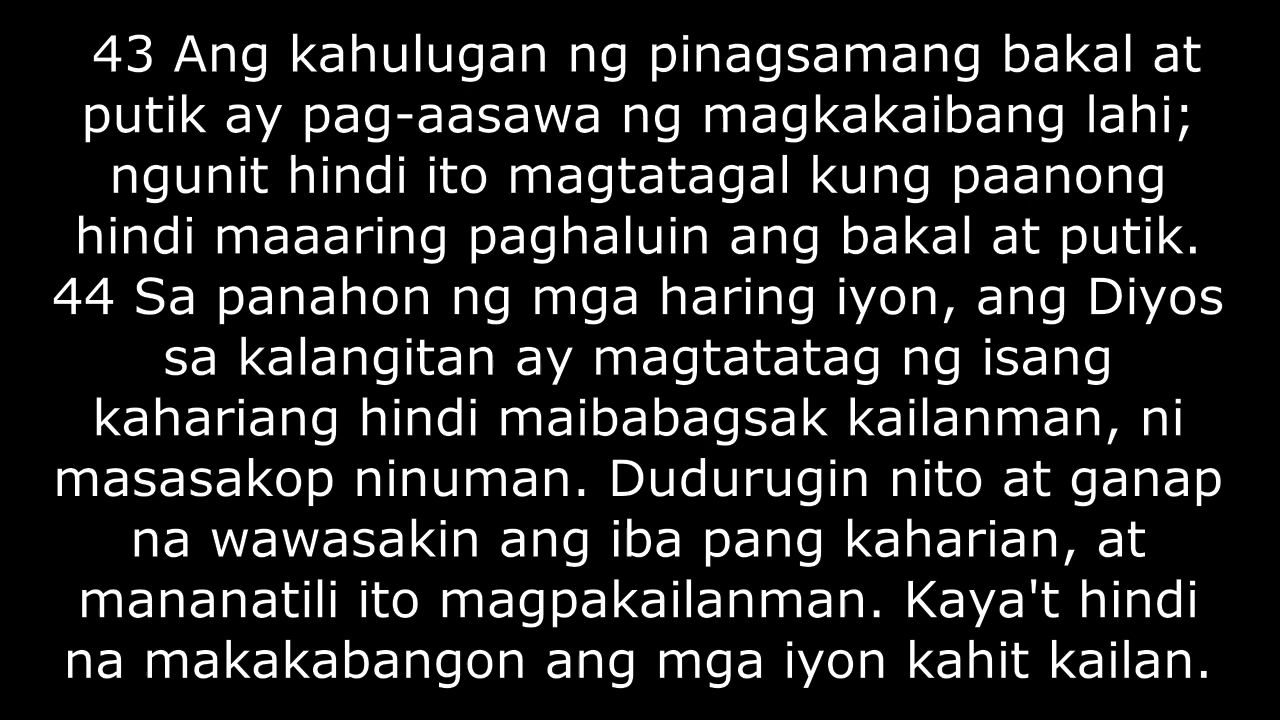 43 Ang kahulugan ng pinagsamang bakal at
putik ay pag-aasawa ng magkakaibang lahi;
ngunit hindi ito magtatagal kung paanong
hindi maaaring paghaluin ang bakal at putik.
44 Sa panahon ng mga haring iyon, ang Diyos
sa kalangitan ay magtatatag ng isang
kahariang hindi maibabagsak kailanman, ni
masasakop ninuman. Dudurugin nito at ganap
na wawasakin ang iba pang kaharian, at
mananatili ito magpakailanman. Kaya't hindi
na makakabangon ang mga iyon kahit kailan.